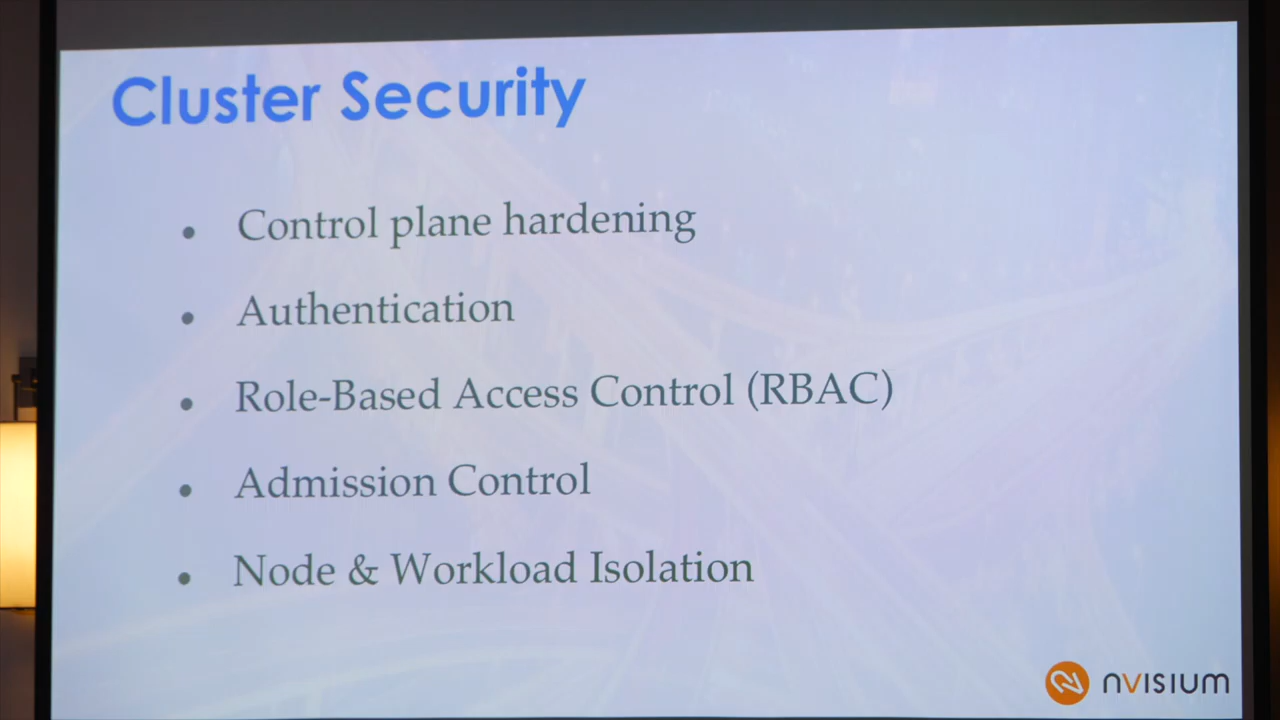 Cluster Security
• Control plane hardening
• Authentication
• Role-Based Access Control (RBAC)
• Admission Control
• Node & Workload Isolation
nVISIUM